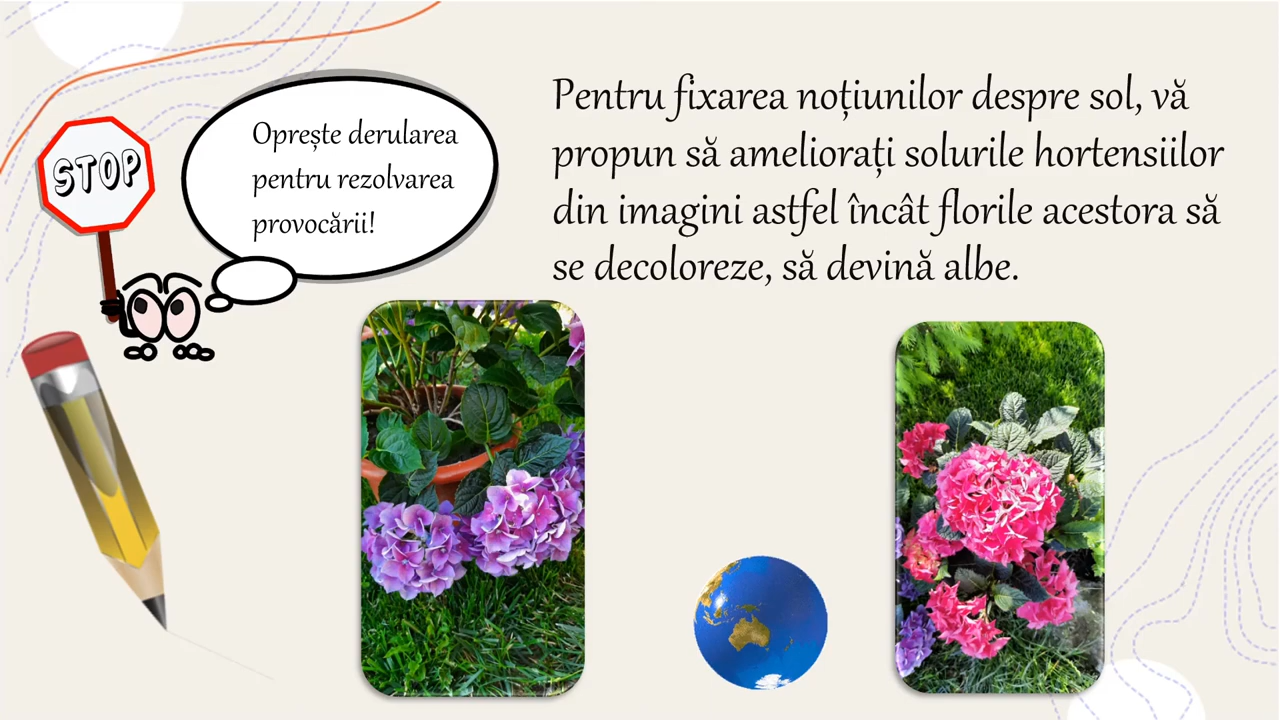 STOP
Oprește derularea
pentru rezolvarea
provocării!
Pentru fixarea noțiunilor despre sol, vă
propun să ameliorați solurile hortensiilor
din imagini astfel încât florile acestora să
se decoloreze, să devină albe.